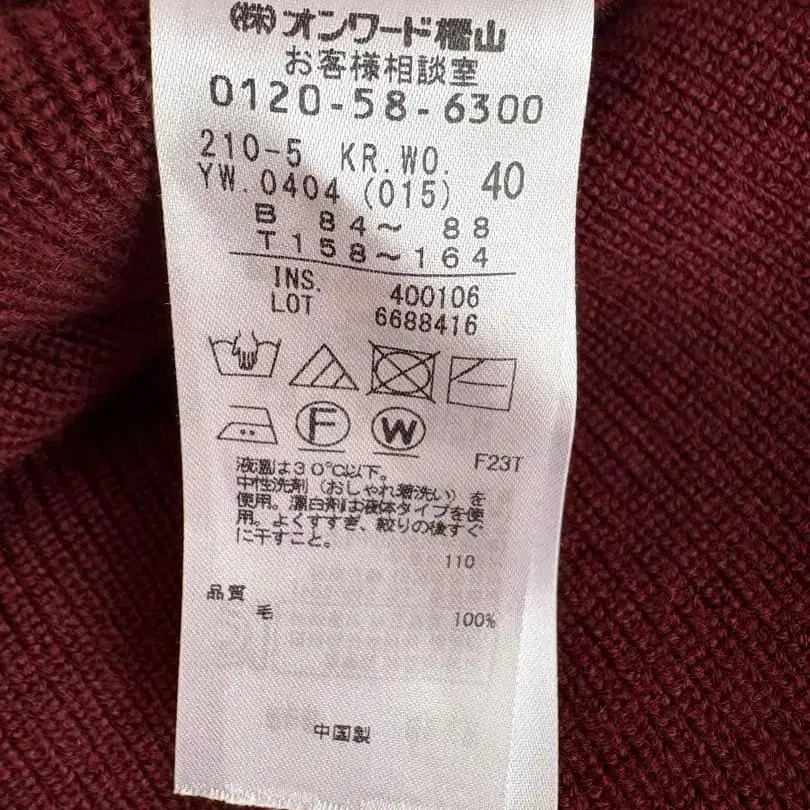 (株)オンワード樫山
お客様相談室
0120-58-6300
210-5 KR.WO. 40
YW.0404(015)
B 84～ 88
T158～164
INS. 400106
LOT 6688416
F W
F23T
液温は30℃以下。
中性洗剤（おしゃれ着洗い）を
使用。漂白剤は液体タイプを使
用。よくすすぎ、絞りの後すぐ
に干すこと。
110
品質
毛 100%
中国製